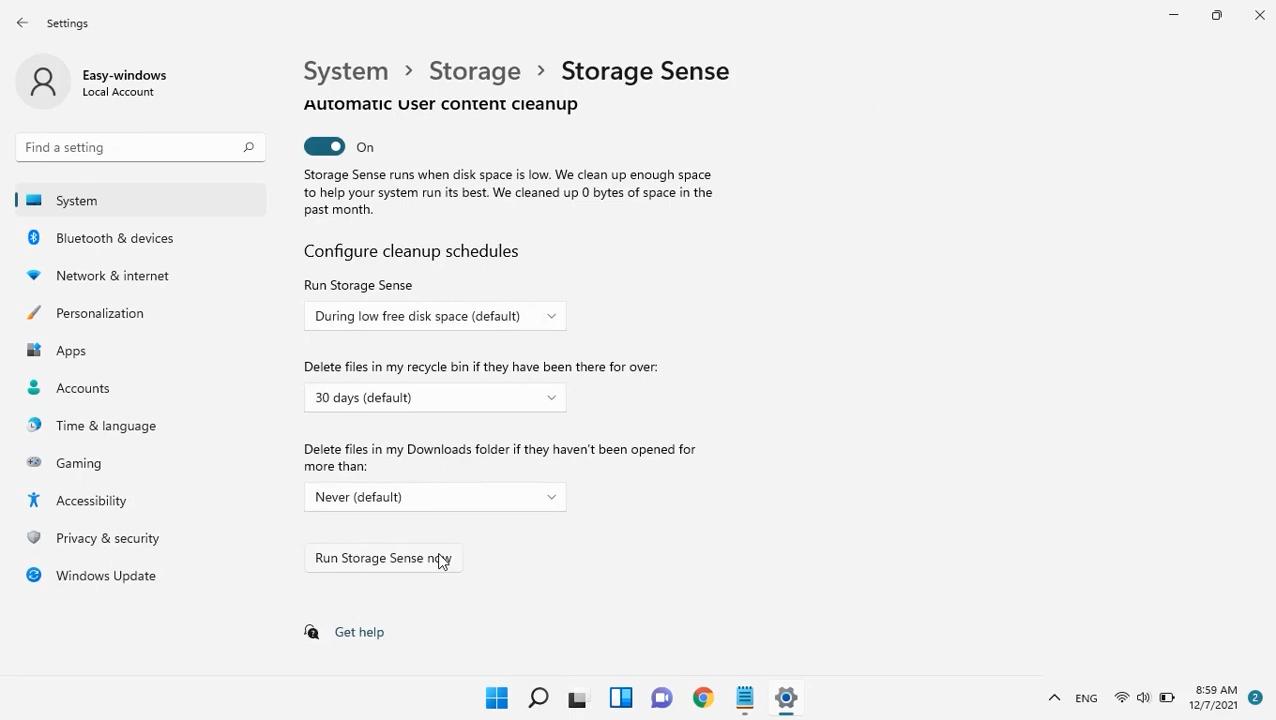 Settings
Easy-windows
Local Account
Find a setting
System
Bluetooth & devices
Network & internet
Personalization
Apps
Accounts
Time & language
Gaming
Accessibility
Privacy & security
Windows Update
System › Storage › Storage Sense
Automatic User content cleanup
On
Storage Sense runs when disk space is low. We clean up enough space
to help your system run its best. We cleaned up 0 bytes of space in the
past month.
Configure cleanup schedules
Run Storage Sense
During low free disk space (default)
Delete files in my recycle bin if they have been there for over:
30 days (default)
Delete files in my Downloads folder if they haven't been opened for
more than:
Never (default)
Run Storage Sense now
Get help
ENG
8:59 AM
12/7/2021
2